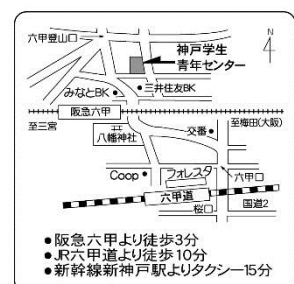 六甲登山口
神戸学生
青年センター
N
みなとBK
三井住友BK
阪急六甲
至三宮
八幡神社
交番
至梅田(大阪)
Coop
フォレスタ
六甲口
六甲道
桜口
国道2
●阪急六甲より徒歩3分
●JR六甲道より徒歩10分
●新幹線新神戸駅よりタクシー15分